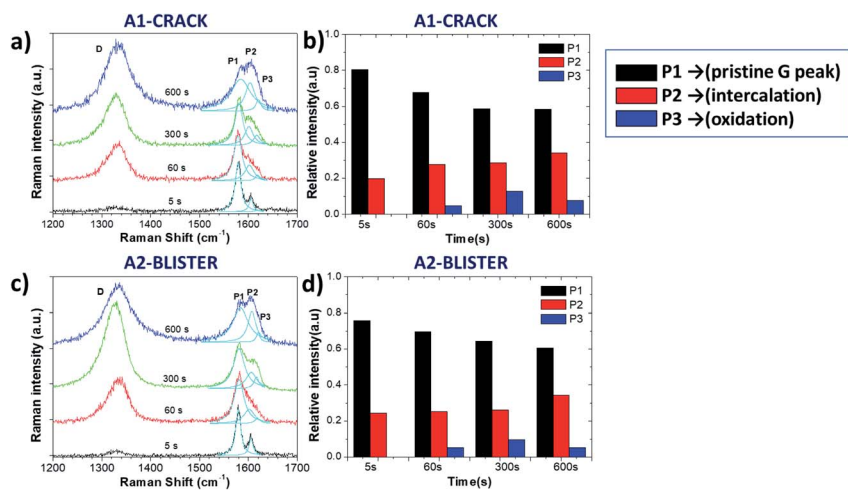 A1-CRACK
A1-CRACK
a)
D
P1
P2
P3
600 s
300 s
60 s
5 s
Raman intensity (a.u.)
1200 1300 1400 1500 1600 1700
Raman Shift (cm⁻¹)
b)
1.0
0.8
0.6
0.4
0.2
0.0
Relative intensity(a.u)
P1
P2
P3
5s 60s 300s 600s
Time(s)
P1 →(pristine G peak)
P2 →(intercalation)
P3 →(oxidation)
A2-BLISTER
A2-BLISTER
c)
D
P1
P2
P3
600 s
300 s
60 s
5 s
Raman intensity (a.u.)
1200 1300 1400 1500 1600 1700
Raman Shift (cm⁻¹)
d)
1.0
0.8
0.6
0.4
0.2
0.0
Relative intensity(a.u)
P1
P2
P3
5s 60s 300s 600s
Time(s)